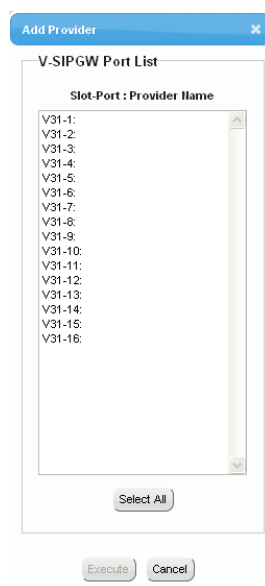 Add Provider
V-SIPGW Port List
Slot-Port : Provider Name
V31-1:
V31-2:
V31-3:
V31-4:
V31-5:
V31-6:
V31-7:
V31-8:
V31-9:
V31-10:
V31-11:
V31-12:
V31-13:
V31-14:
V31-15:
V31-16:
Select All
Execute Cancel